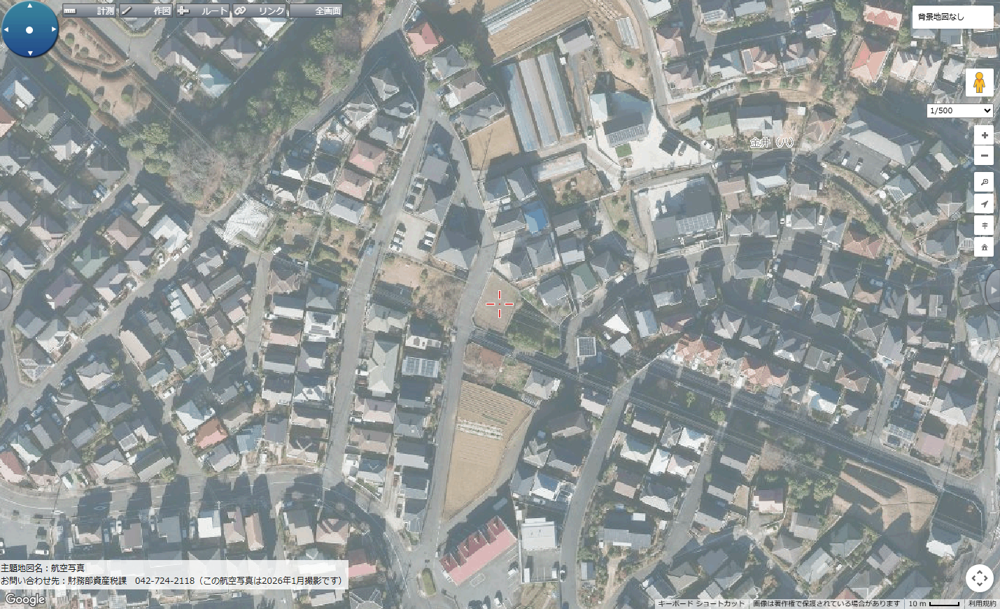 計測 作図 ルート リンク 全画面
背景地図なし
1/500
金井
主題地図名：航空写真
お問い合わせ先：財務部資産税課　042-724-2118（この航空写真は2026年1月撮影です）
Google
キーボード ショートカット 画像は著作権で保護されている場合があります 10 m 利用規約